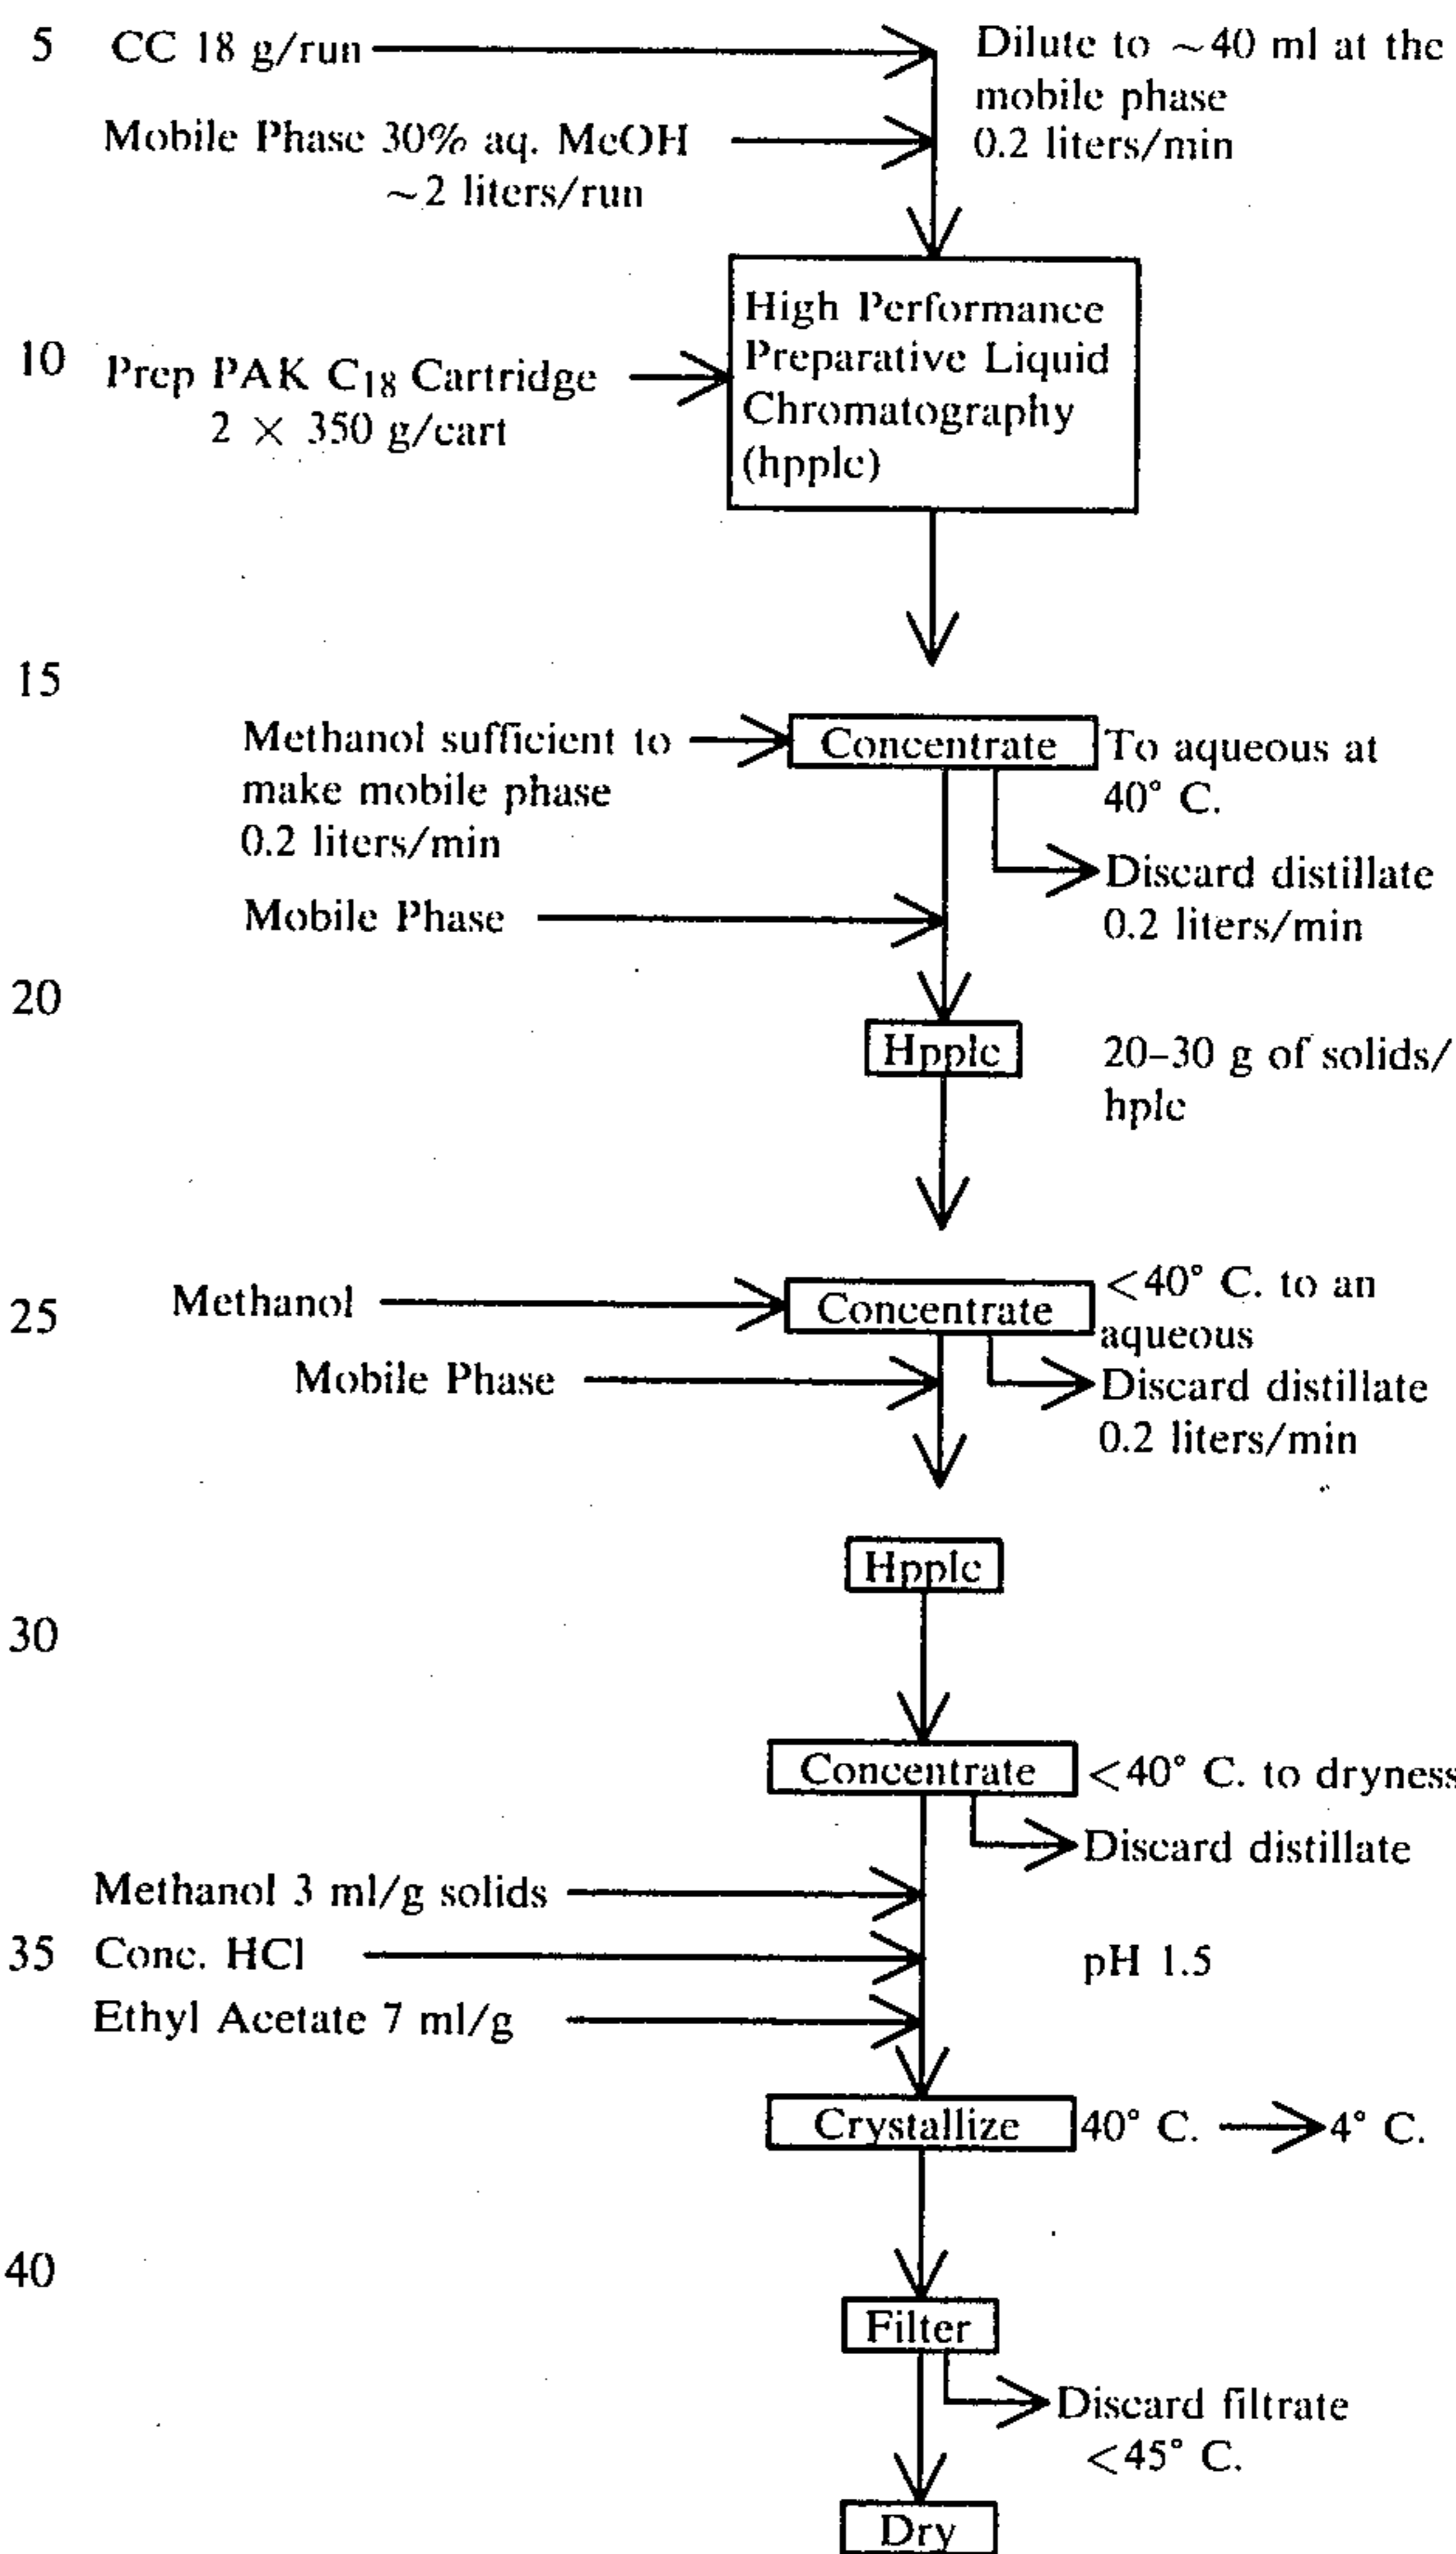 5 CC 18 g/run
Dilute to ~40 ml at the
mobile phase
Mobile Phase 30% aq. MeOH
0.2 liters/min
~2 liters/run
High Performance
Preparative Liquid
Chromatography
(hpplc)
10 Prep PAK C₁₈ Cartridge
2 × 350 g/cart
15
Methanol sufficient to
make mobile phase
0.2 liters/min
Concentrate
To aqueous at
40° C.
Discard distillate
0.2 liters/min
Mobile Phase
20
Hpplc
20–30 g of solids/
hplc
25 Methanol
Concentrate
<40° C. to an
aqueous
Mobile Phase
Discard distillate
0.2 liters/min
Hpplc
30
Concentrate
<40° C. to dryness
Discard distillate
Methanol 3 ml/g solids
35 Conc. HCl
pH 1.5
Ethyl Acetate 7 ml/g
Crystallize
40° C. → 4° C.
40
Filter
Discard filtrate
<45° C.
Dry